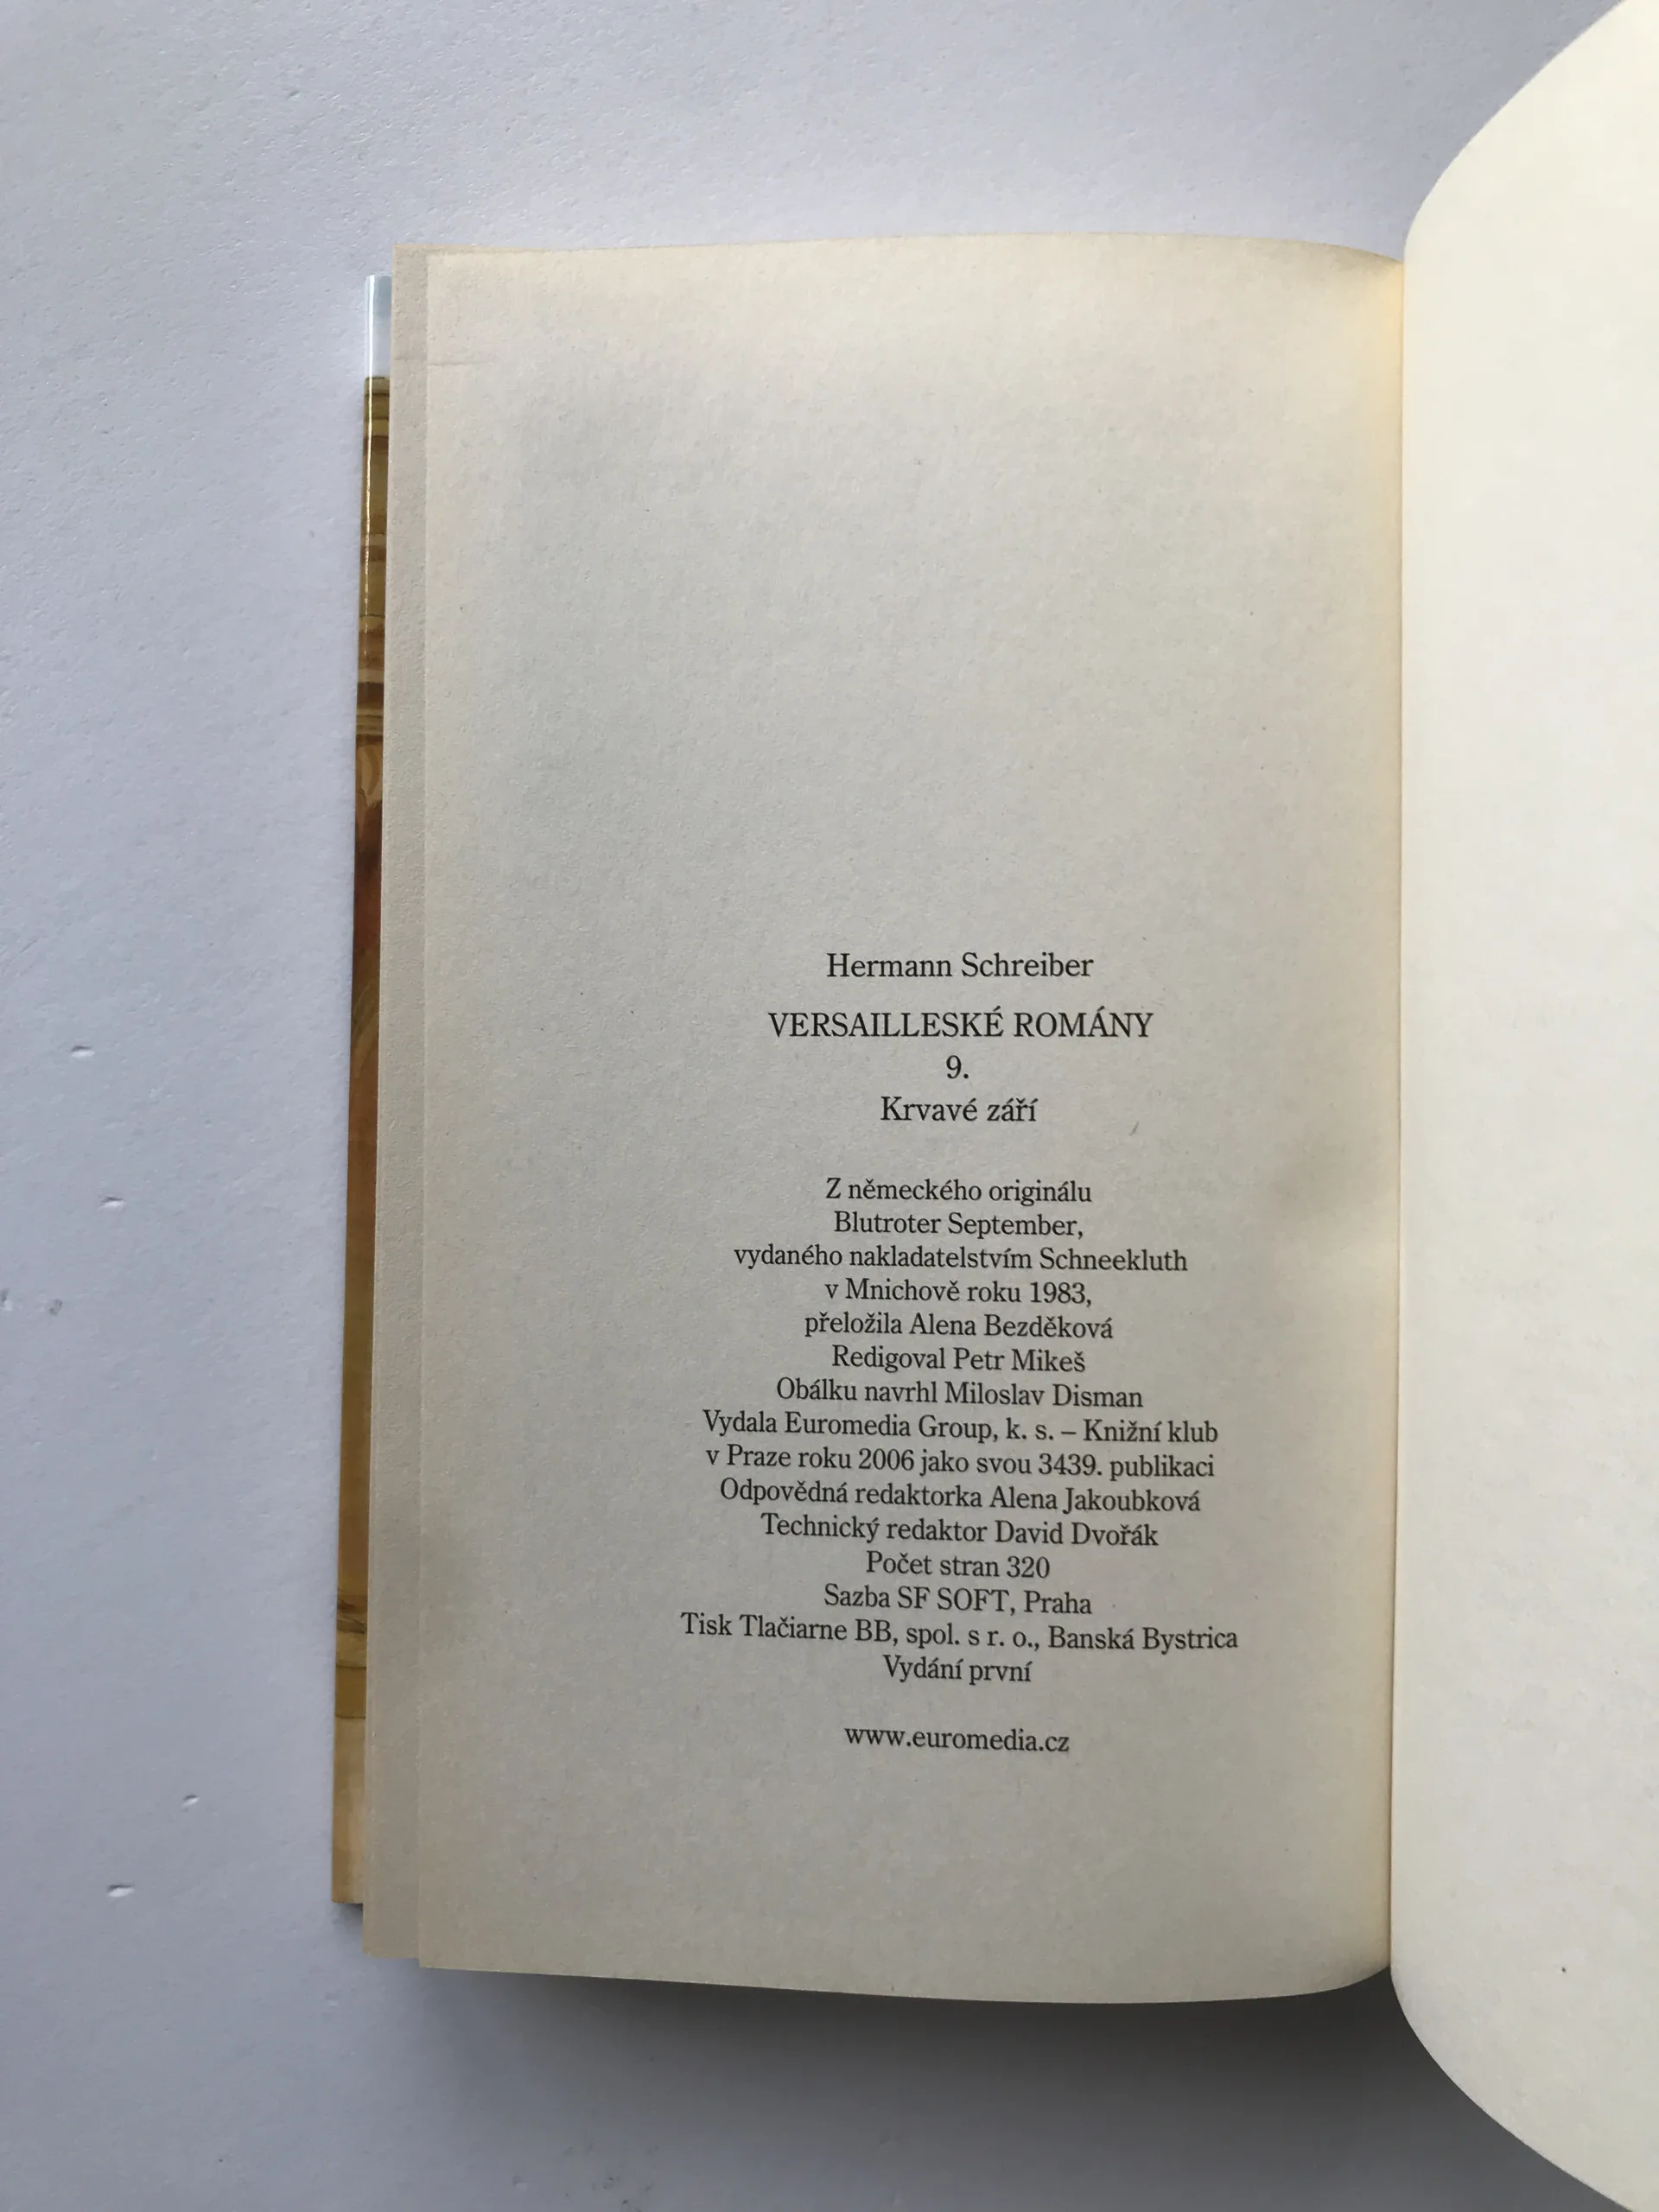 Hermann Schreiber
VERSAILLESKÉ ROMÁNY
9.
Krvavé září
Z německého originálu
Blutroter September,
vydaného nakladatelstvím Schneekluth
v Mnichově roku 1983,
přeložila Alena Bezděková
Redigoval Petr Mikeš
Obálku navrhl Miloslav Disman
Vydala Euromedia Group, k. s. – Knižní klub
v Praze roku 2006 jako svou 3439. publikaci
Odpovědná redaktorka Alena Jakoubková
Technický redaktor David Dvořák
Počet stran 320
Sazba SF SOFT, Praha
Tisk Tlačiarne BB, spol. s r. o., Banská Bystrica
Vydání první
www.euromedia.cz